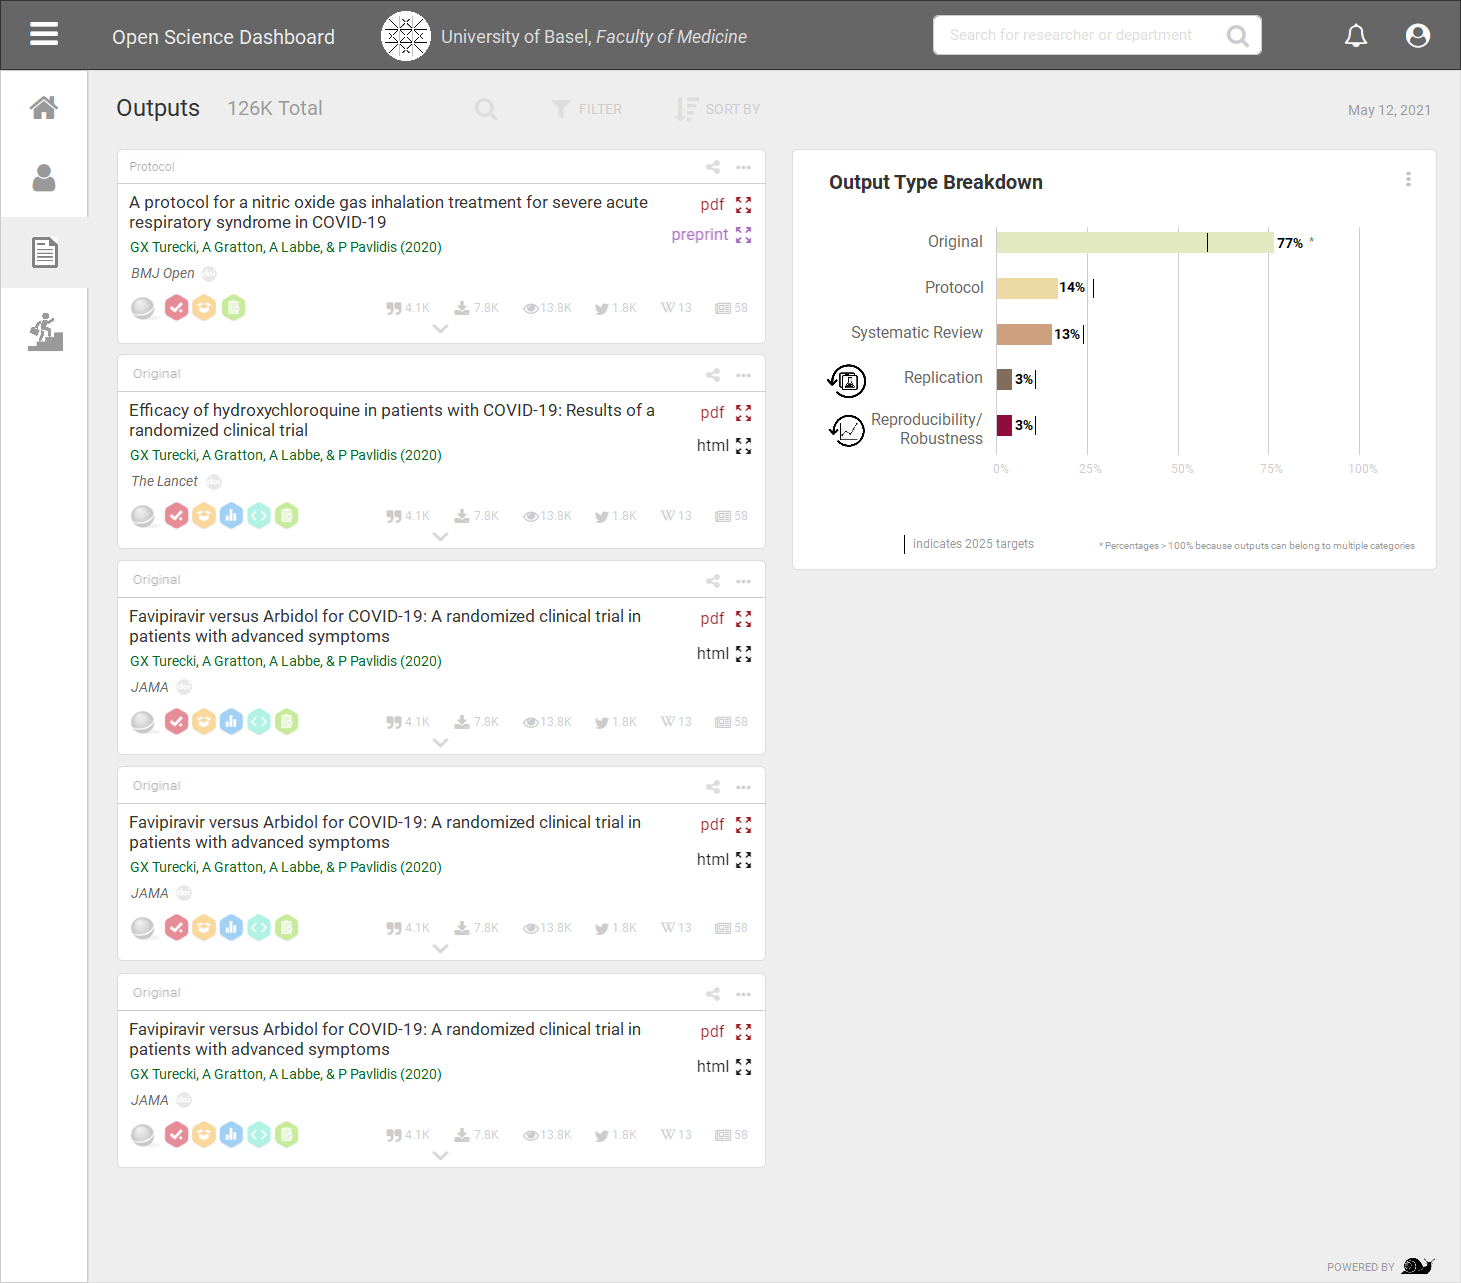 Open Science Dashboard
University of Basel, Faculty of Medicine
Search for researcher or department
Outputs
126K Total
FILTER
SORT BY
May 12, 2021
Protocol
A protocol for a nitric oxide gas inhalation treatment for severe acute
respiratory syndrome in COVID-19
pdf
preprint
GX Turecki, A Gratton, A Labbe, & P Pavlidis (2020)
BMJ Open doi
4.1K 7.8K 13.8K 1.8K W 13 58
Original
Efficacy of hydroxychloroquine in patients with COVID-19: Results of a
randomized clinical trial
pdf
html
GX Turecki, A Gratton, A Labbe, & P Pavlidis (2020)
The Lancet doi
4.1K 7.8K 13.8K 1.8K W 13 58
Original
Favipiravir versus Arbidol for COVID-19: A randomized clinical trial in
patients with advanced symptoms
pdf
html
GX Turecki, A Gratton, A Labbe, & P Pavlidis (2020)
JAMA doi
4.1K 7.8K 13.8K 1.8K W 13 58
Original
Favipiravir versus Arbidol for COVID-19: A randomized clinical trial in
patients with advanced symptoms
pdf
html
GX Turecki, A Gratton, A Labbe, & P Pavlidis (2020)
JAMA doi
4.1K 7.8K 13.8K 1.8K W 13 58
Original
Favipiravir versus Arbidol for COVID-19: A randomized clinical trial in
patients with advanced symptoms
pdf
html
GX Turecki, A Gratton, A Labbe, & P Pavlidis (2020)
JAMA doi
4.1K 7.8K 13.8K 1.8K W 13 58
Output Type Breakdown
Original 77% *
Protocol 14%
Systematic Review 13%
Replication 3%
Reproducibility/
Robustness 3%
0% 25% 50% 75% 100%
indicates 2025 targets
* Percentages > 100% because outputs can belong to multiple categories
POWERED BY